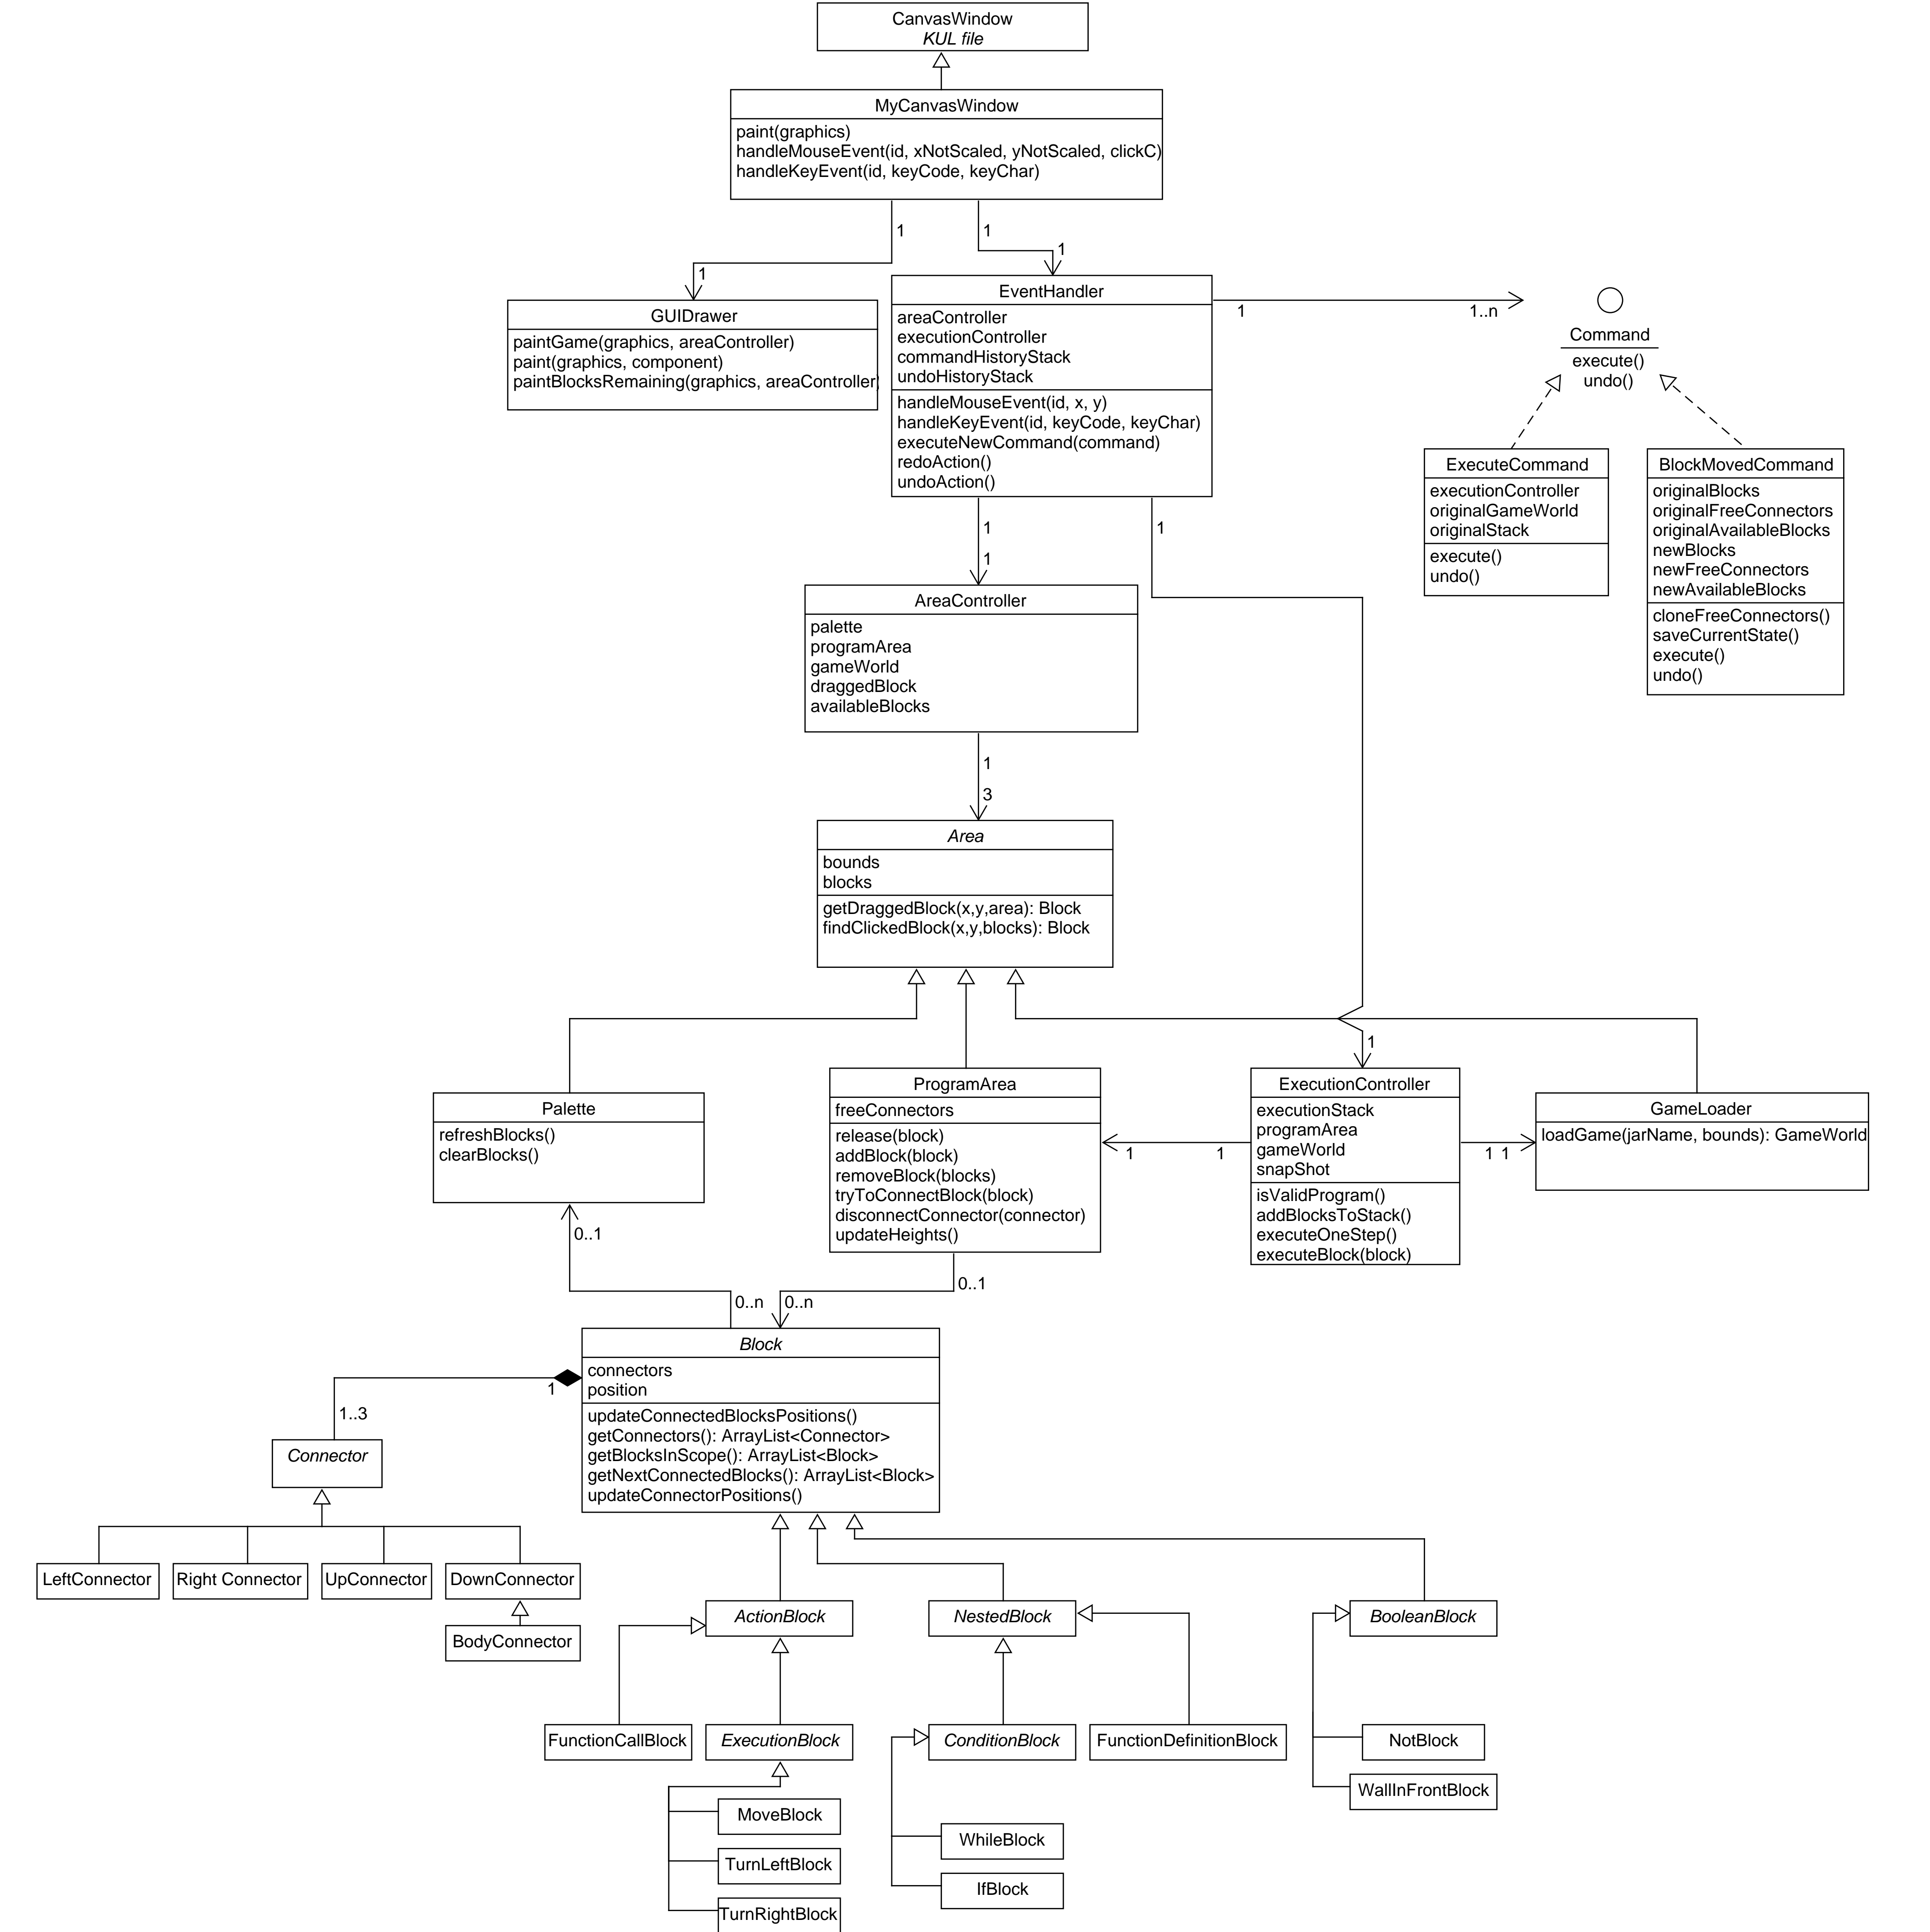 CanvasWindow
KUL file
MyCanvasWindow
paint(graphics)
handleMouseEvent(id, xNotScaled, yNotScaled, clickC)
handleKeyEvent(id, keyCode, keyChar)
1
1
1
1
GUIDrawer
paintGame(graphics, areaController)
paint(graphics, component)
paintBlocksRemaining(graphics, areaController)
EventHandler
areaController
executionController
commandHistoryStack
undoHistoryStack
handleMouseEvent(id, x, y)
handleKeyEvent(id, keyCode, keyChar)
executeNewCommand(command)
redoAction()
undoAction()
1
1..n
Command
execute()
undo()
ExecuteCommand
executionController
originalGameWorld
originalStack
execute()
undo()
BlockMovedCommand
originalBlocks
originalFreeConnectors
originalAvailableBlocks
newBlocks
newFreeConnectors
newAvailableBlocks
cloneFreeConnectors()
saveCurrentState()
execute()
undo()
1
1
1
AreaController
palette
programArea
gameWorld
draggedBlock
availableBlocks
1
3
Area
bounds
blocks
getDraggedBlock(x,y,area): Block
findClickedBlock(x,y,blocks): Block
1
Palette
refreshBlocks()
clearBlocks()
ProgramArea
freeConnectors
release(block)
addBlock(block)
removeBlock(blocks)
tryToConnectBlock(block)
disconnectConnector(connector)
updateHeights()
1
1
ExecutionController
executionStack
programArea
gameWorld
snapShot
isValidProgram()
addBlocksToStack()
executeOneStep()
executeBlock(block)
1 1
GameLoader
loadGame(jarName, bounds): GameWorld
0..1
0..1
0..n
0..n
Block
connectors
position
updateConnectedBlocksPositions()
getConnectors(): ArrayList<Connector>
getBlocksInScope(): ArrayList<Block>
getNextConnectedBlocks(): ArrayList<Block>
updateConnectorPositions()
1
1..3
Connector
LeftConnector
Right Connector
UpConnector
DownConnector
BodyConnector
ActionBlock
NestedBlock
BooleanBlock
FunctionCallBlock
ExecutionBlock
ConditionBlock
FunctionDefinitionBlock
NotBlock
WallInFrontBlock
MoveBlock
TurnLeftBlock
TurnRightBlock
WhileBlock
IfBlock